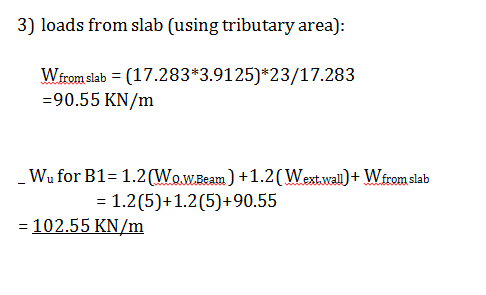 3) loads from slab (using tributary area):
Wfrom slab = (17.283*3.9125)*23/17.283
=90.55 KN/m
_ Wu for B1= 1.2(Wo.w.Beam) +1.2( Wext.wall)+ Wfrom slab
= 1.2(5)+1.2(5)+90.55
= 102.55 KN/m